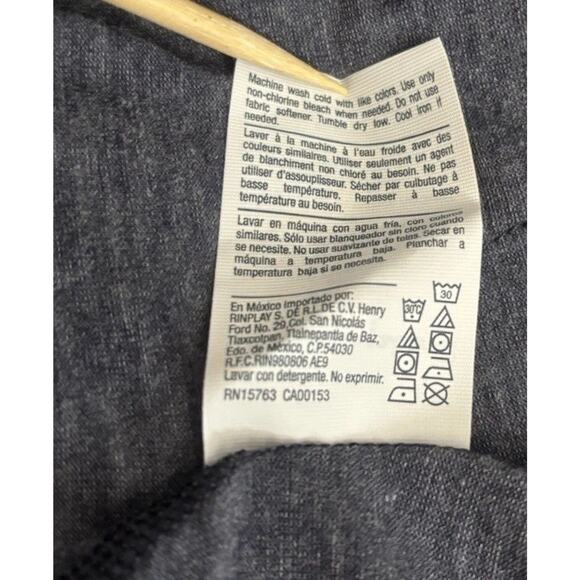 Machine wash cold with like colors. Use only
non-chlorine bleach when needed. Do not use
fabric softener. Tumble dry low. Cool iron if
needed.
Laver à la machine à l'eau froide avec des
couleurs similaires. Utiliser seulement un agent
de blanchiment non chloré au besoin. Ne pas
utiliser d'assouplisseur. Sécher par culbutage à
basse température. Repasser à basse
température au besoin.
Lavar en máquina con agua fría, con colores
similares. Sólo usar blanqueador sin cloro cuando
se necesite. No usar suavizante de telas. Secar en
máquina a temperatura baja. Planchar a
temperatura baja si se necesita.
En México importado por:
RINPLAY S. DE R.L.DE C.V. Henry
Ford No. 29,Col. San Nicolás
Tlaxcolpan, Tlalnepantla de Baz,
Edo. de México, C.P.54030
R.F.C.RIN980806 AE9
Lavar con detergente. No exprimir.
RN15763 CA00153
30°C
30